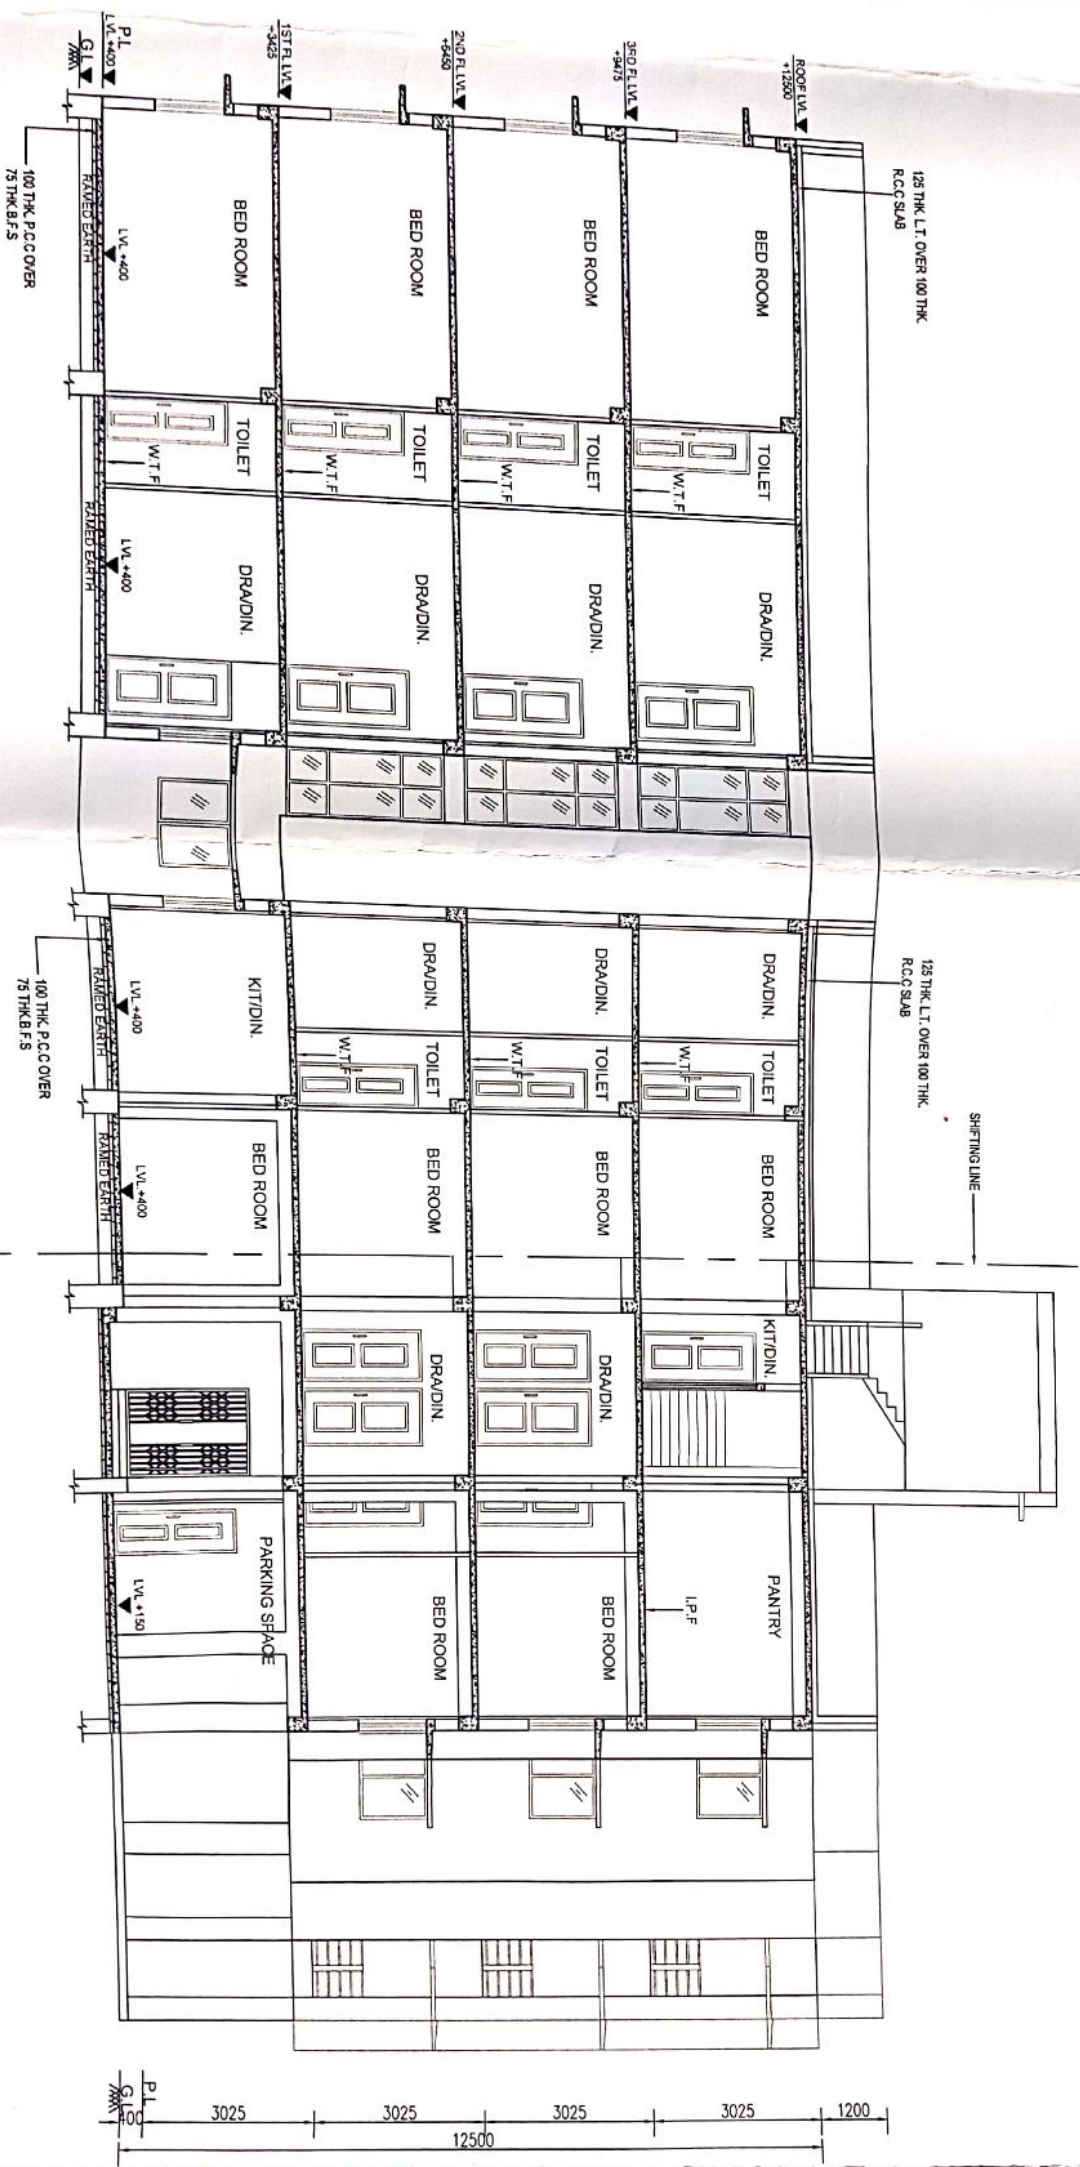 SHIFTING LINE
125 THK. L.T. OVER 100 THK.
R.C.C SLAB
125 THK. L.T. OVER 100 THK.
R.C.C SLAB
ROOF LVL
+12500
BED ROOM
TOILET
W.T.F
DRA/DIN.
DRA/DIN.
TOILET
W.T.F
BED ROOM
KIT/DIN.
PANTRY
I.P.F
3RD FL LVL
+9475
BED ROOM
TOILET
W.T.F
DRA/DIN.
DRA/DIN.
TOILET
W.T.F
BED ROOM
DRA/DIN.
BED ROOM
2ND FL LVL
+6450
BED ROOM
TOILET
W.T.F
DRA/DIN.
DRA/DIN.
TOILET
W.T.F
BED ROOM
DRA/DIN.
BED ROOM
1ST FL LVL
+3425
BED ROOM
TOILET
W.T.F
DRA/DIN.
KIT/DIN.
BED ROOM
PARKING SPACE
LVL +400
LVL +400
LVL +400
LVL +400
LVL +150
P.L
LVL +400
G.L
RAMED EARTH
RAMED EARTH
RAMED EARTH
RAMED EARTH
100 THK. P.C.C OVER
75 THK.B.F.S
100 THK. P.C.C OVER
75 THK.B.F.S
1200
3025
3025
3025
3025
400
12500
P.L
G.L